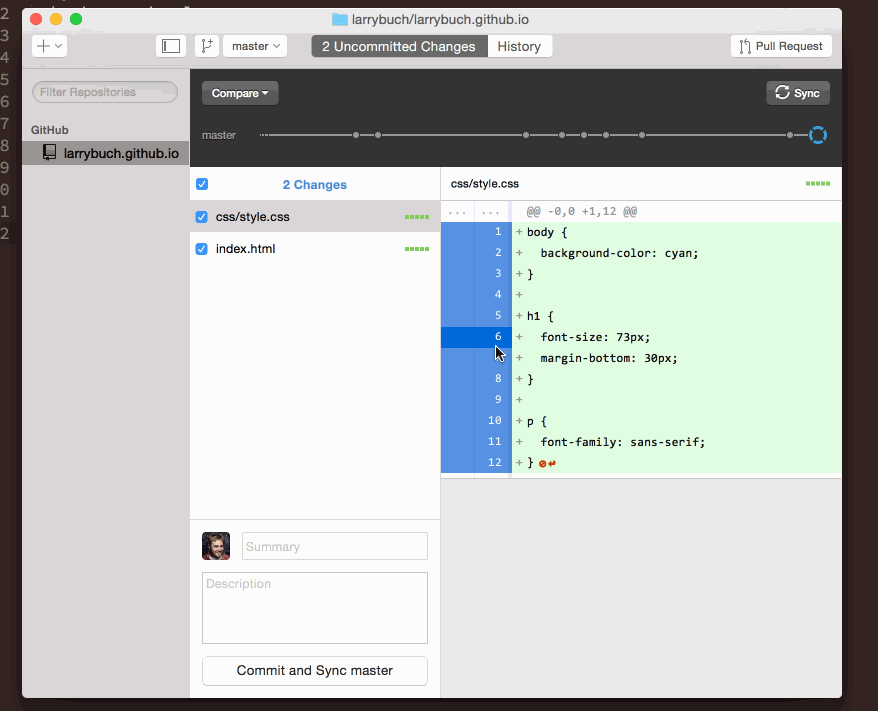 larrybuch/larrybuch.github.io
master
2 Uncommitted Changes
History
Pull Request
Filter Repositories
Compare
Sync
GitHub
master
larrybuch.github.io
2 Changes
css/style.css
css/style.css
index.html
... ... @@ -0,0 +1,12 @@
1 + body {
2 + background-color: cyan;
3 + }
4 +
5 + h1 {
6 + font-size: 73px;
+ margin-bottom: 30px;
8 + }
9 +
10 + p {
11 + font-family: sans-serif;
12 + }
Summary
Description
Commit and Sync master
2
3
4
5
6
7
8
9
0
1
2